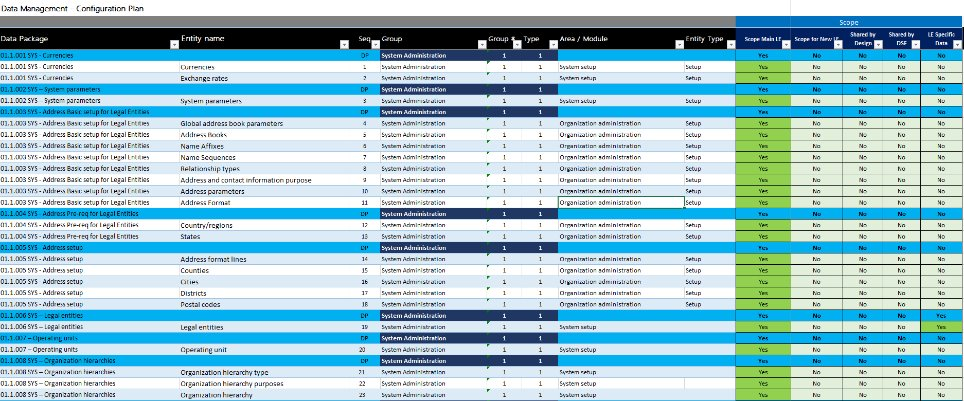 Data Management - Configuration Plan
Scope
Data Package Entity name Seq Group Group # Type Area / Module Entity Type Scope Main LE Scope for New LE Shared by Design Shared by DSF LE Specific Data
01.1.001 SYS - Currencies DP System Administration 1 1 Yes No No No No
01.1.001 SYS - Currencies Currencies 1 System Administration 1 1 System setup Setup Yes No No No No
01.1.001 SYS - Currencies Exchange rates 2 System Administration 1 1 System setup Setup Yes No No No No
01.1.002 SYS – System parameters DP System Administration 1 1 Yes No No No No
01.1.002 SYS – System parameters System parameters 3 System Administration 1 1 System setup Setup Yes No No No No
01.1.003 SYS - Address Basic setup for Legal Entities DP System Administration 1 1 Yes No No No No
01.1.003 SYS - Address Basic setup for Legal Entities Global address book parameters 4 System Administration 1 1 Organization administration Setup Yes No No No No
01.1.003 SYS - Address Basic setup for Legal Entities Address Books 5 System Administration 1 1 Organization administration Setup Yes No No No No
01.1.003 SYS - Address Basic setup for Legal Entities Name Affixes 6 System Administration 1 1 Organization administration Setup Yes No No No No
01.1.003 SYS - Address Basic setup for Legal Entities Name Sequences 7 System Administration 1 1 Organization administration Setup Yes No No No No
01.1.003 SYS - Address Basic setup for Legal Entities Relationship types 8 System Administration 1 1 Organization administration Setup Yes No No No No
01.1.003 SYS - Address Basic setup for Legal Entities Address and contact information purpose 9 System Administration 1 1 Organization administration Setup Yes No No No No
01.1.003 SYS - Address Basic setup for Legal Entities Address parameters 10 System Administration 1 1 Organization administration Setup Yes No No No No
01.1.003 SYS - Address Basic setup for Legal Entities Address Format 11 System Administration 1 1 Organization administration Setup Yes No No No No
01.1.004 SYS - Address Pre-req for Legal Entities DP System Administration 1 1 Yes No No No No
01.1.004 SYS - Address Pre-req for Legal Entities Country/regions 12 System Administration 1 1 Organization administration Setup Yes No No No No
01.1.004 SYS - Address Pre-req for Legal Entities States 13 System Administration 1 1 Organization administration Setup Yes No No No No
01.1.005 SYS - Address setup DP System Administration 1 1 Yes No No No No
01.1.005 SYS - Address setup Address format lines 14 System Administration 1 1 Organization administration Setup Yes No No No No
01.1.005 SYS - Address setup Counties 15 System Administration 1 1 Organization administration Setup Yes No No No No
01.1.005 SYS - Address setup Cities 16 System Administration 1 1 Organization administration Setup Yes No No No No
01.1.005 SYS - Address setup Districts 17 System Administration 1 1 Organization administration Setup Yes No No No No
01.1.005 SYS - Address setup Postal codes 18 System Administration 1 1 Organization administration Setup Yes No No No No
01.1.006 SYS – Legal entities DP System Administration 1 1 Yes No No No Yes
01.1.006 SYS – Legal entities Legal entities 19 System Administration 1 1 System setup Yes No No No Yes
01.1.007 – Operating units DP System Administration 1 1 Yes No No No No
01.1.007 – Operating units Operating unit 20 System Administration 1 1 System setup Yes No No No No
01.1.008 SYS – Organization hierarchies DP System Administration 1 1 Yes No No No No
01.1.008 SYS – Organization hierarchies Organization hierarchy type 21 System Administration 1 1 System setup Yes No No No No
01.1.008 SYS – Organization hierarchies Organization hierarchy purposes 22 System Administration 1 1 System setup Yes No No No No
01.1.008 SYS – Organization hierarchies Organization hierarchy 23 System Administration 1 1 System setup Yes No No No No